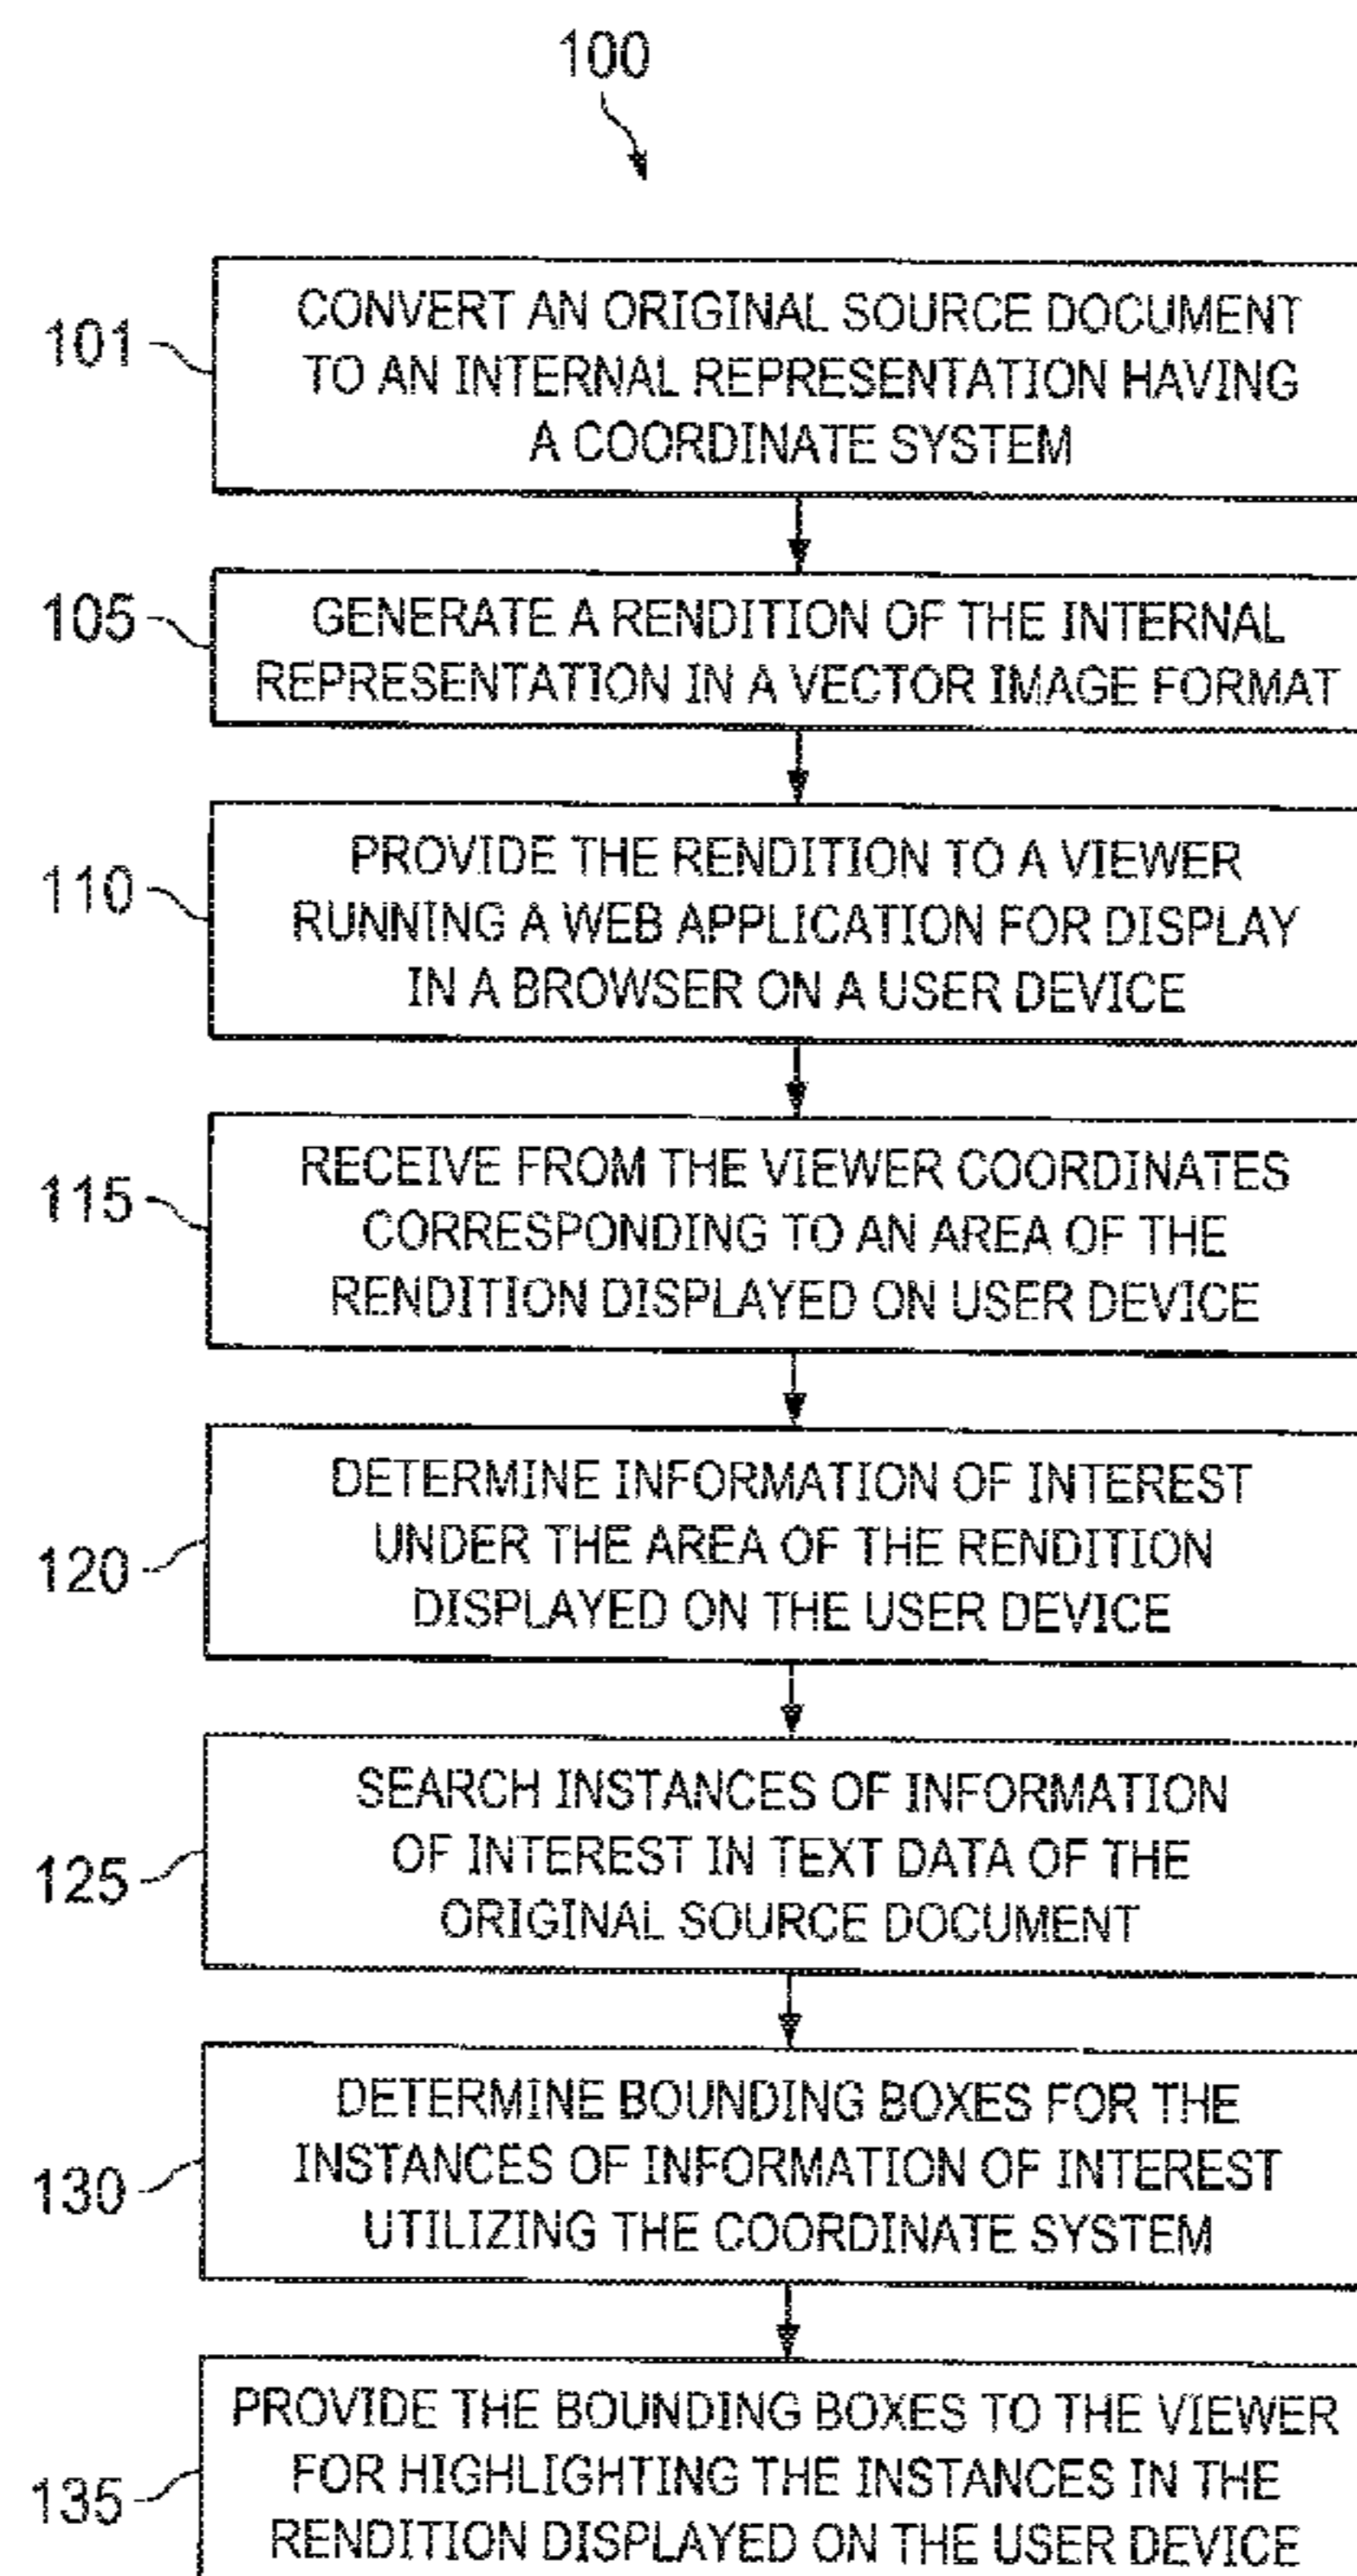 100
101
CONVERT AN ORIGINAL SOURCE DOCUMENT
TO AN INTERNAL REPRESENTATION HAVING
A COORDINATE SYSTEM
105
GENERATE A RENDITION OF THE INTERNAL
REPRESENTATION IN A VECTOR IMAGE FORMAT
110
PROVIDE THE RENDITION TO A VIEWER
RUNNING A WEB APPLICATION FOR DISPLAY
IN A BROWSER ON A USER DEVICE
115
RECEIVE FROM THE VIEWER COORDINATES
CORRESPONDING TO AN AREA OF THE
RENDITION DISPLAYED ON USER DEVICE
120
DETERMINE INFORMATION OF INTEREST
UNDER THE AREA OF THE RENDITION
DISPLAYED ON THE USER DEVICE
125
SEARCH INSTANCES OF INFORMATION
OF INTEREST IN TEXT DATA OF THE
ORIGINAL SOURCE DOCUMENT
130
DETERMINE BOUNDING BOXES FOR THE
INSTANCES OF INFORMATION OF INTEREST
UTILIZING THE COORDINATE SYSTEM
135
PROVIDE THE BOUNDING BOXES TO THE VIEWER
FOR HIGHLIGHTING THE INSTANCES IN THE
RENDITION DISPLAYED ON THE USER DEVICE